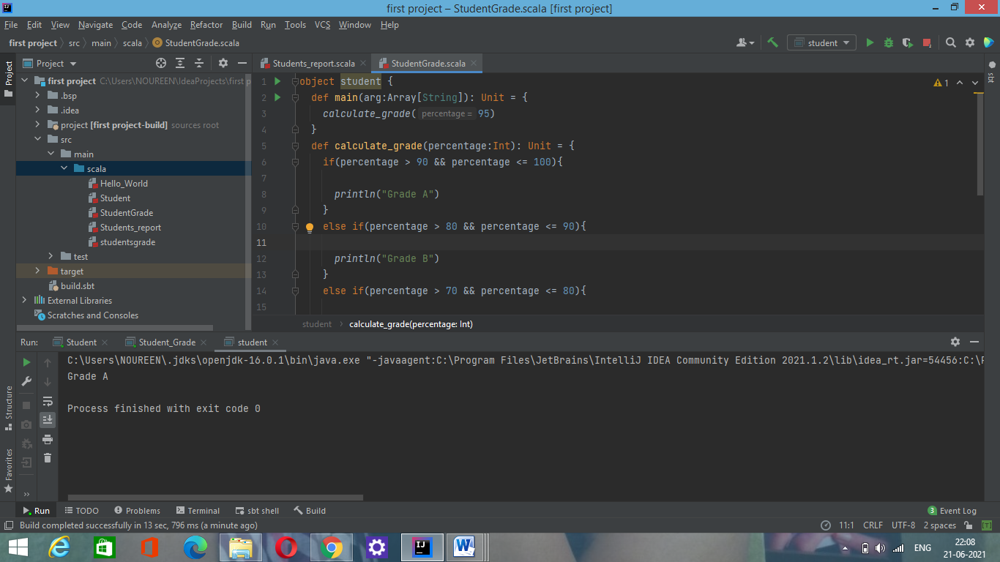 first project – StudentGrade.scala [first project]
File Edit View Navigate Code Analyze Refactor Build Run Tools VCS Window Help
first project src main scala StudentGrade.scala
student
Project
Project
Students_report.scala
StudentGrade.scala
sbt
first project C:\Users\NOUREEN\IdeaProjects\first p
.bsp
.idea
project [first project-build] sources root
src
main
scala
Hello_World
Student
StudentGrade
Students_report
studentsgrade
test
target
build.sbt
External Libraries
Scratches and Consoles
1
1 object student {
2 def main(arg:Array[String]): Unit = {
3 calculate_grade( percentage = 95)
4 }
5 def calculate_grade(percentage:Int): Unit = {
6 if(percentage > 90 && percentage <= 100){
7
8 println("Grade A")
9 }
10 else if(percentage > 80 && percentage <= 90){
11
12 println("Grade B")
13 }
14 else if(percentage > 70 && percentage <= 80){
15
student calculate_grade(percentage: Int)
Run: Student Student_Grade student
C:\Users\NOUREEN\.jdks\openjdk-16.0.1\bin\java.exe "-javaagent:C:\Program Files\JetBrains\IntelliJ IDEA Community Edition 2021.1.2\lib\idea_rt.jar=54456:C:\P
Grade A
Process finished with exit code 0
Structure
Favorites
Run TODO Problems Terminal sbt shell Build
3 Event Log
Build completed successfully in 13 sec, 796 ms (a minute ago)
11:1 CRLF UTF-8 2 spaces [T]
ENG
22:08
21-06-2021